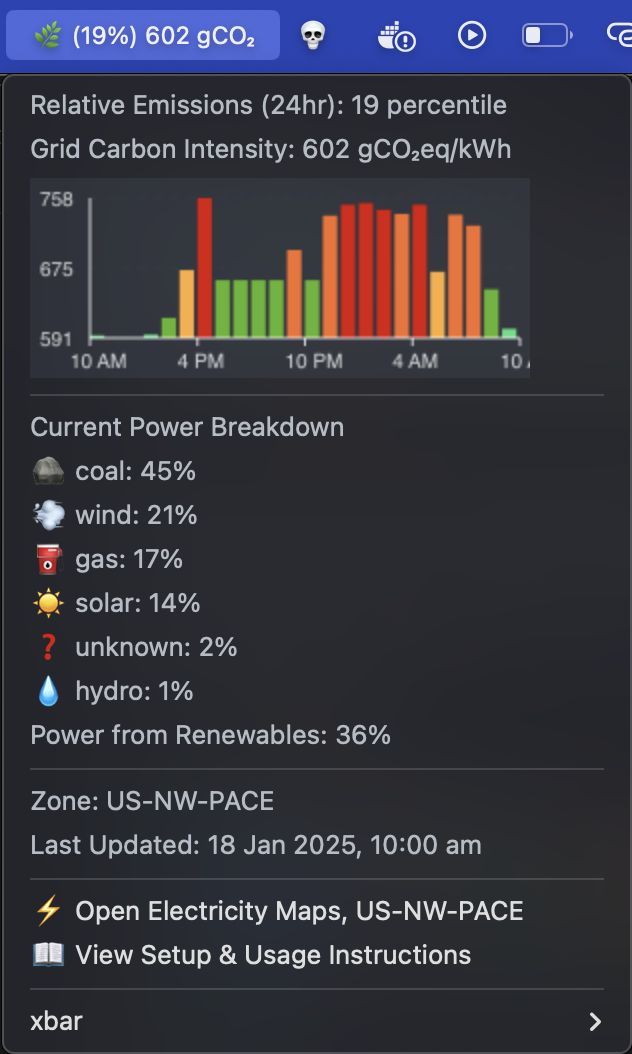 (19%) 602 gCO₂
Relative Emissions (24hr): 19 percentile
Grid Carbon Intensity: 602 gCO₂eq/kWh
758
675
591
10 AM 4 PM 10 PM 4 AM 10
Current Power Breakdown
coal: 45%
wind: 21%
gas: 17%
solar: 14%
unknown: 2%
hydro: 1%
Power from Renewables: 36%
Zone: US-NW-PACE
Last Updated: 18 Jan 2025, 10:00 am
Open Electricity Maps, US-NW-PACE
View Setup & Usage Instructions
xbar